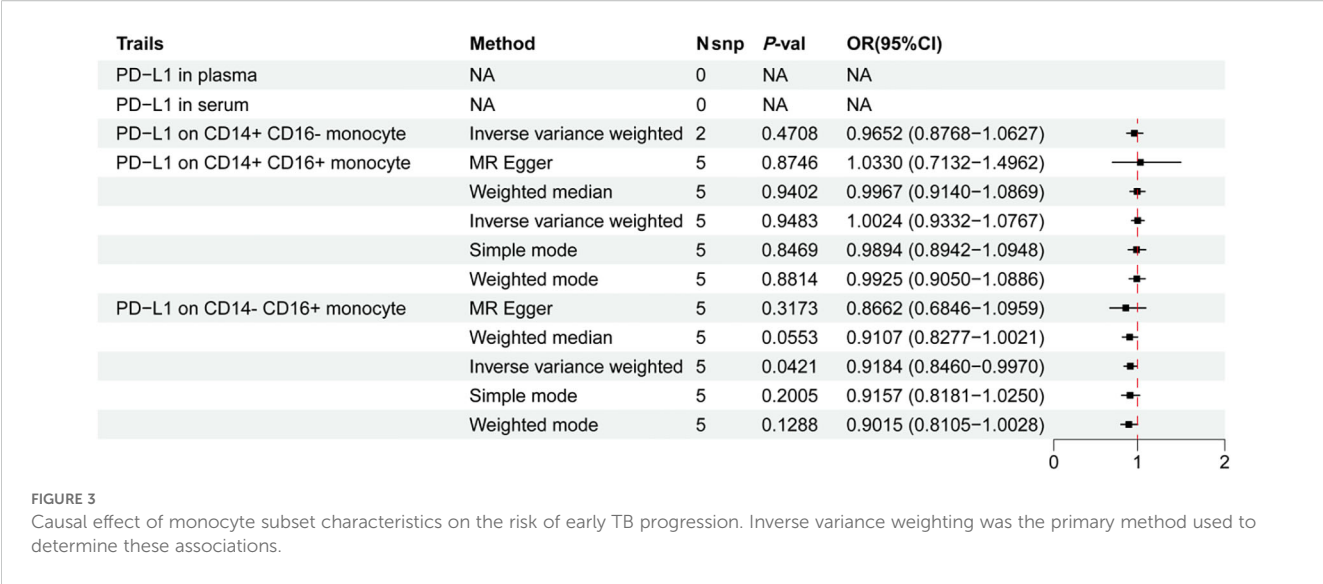 Trails Method Nsnp P-val OR(95%CI)
PD−L1 in plasma NA 0 NA NA
PD−L1 in serum NA 0 NA NA
PD−L1 on CD14+ CD16- monocyte Inverse variance weighted 2 0.4708 0.9652 (0.8768−1.0627)
PD−L1 on CD14+ CD16+ monocyte MR Egger 5 0.8746 1.0330 (0.7132−1.4962)
Weighted median 5 0.9402 0.9967 (0.9140−1.0869)
Inverse variance weighted 5 0.9483 1.0024 (0.9332−1.0767)
Simple mode 5 0.8469 0.9894 (0.8942−1.0948)
Weighted mode 5 0.8814 0.9925 (0.9050−1.0886)
PD−L1 on CD14- CD16+ monocyte MR Egger 5 0.3173 0.8662 (0.6846−1.0959)
Weighted median 5 0.0553 0.9107 (0.8277−1.0021)
Inverse variance weighted 5 0.0421 0.9184 (0.8460−0.9970)
Simple mode 5 0.2005 0.9157 (0.8181−1.0250)
Weighted mode 5 0.1288 0.9015 (0.8105−1.0028)
0 1 2
FIGURE 3
Causal effect of monocyte subset characteristics on the risk of early TB progression. Inverse variance weighting was the primary method used to
determine these associations.